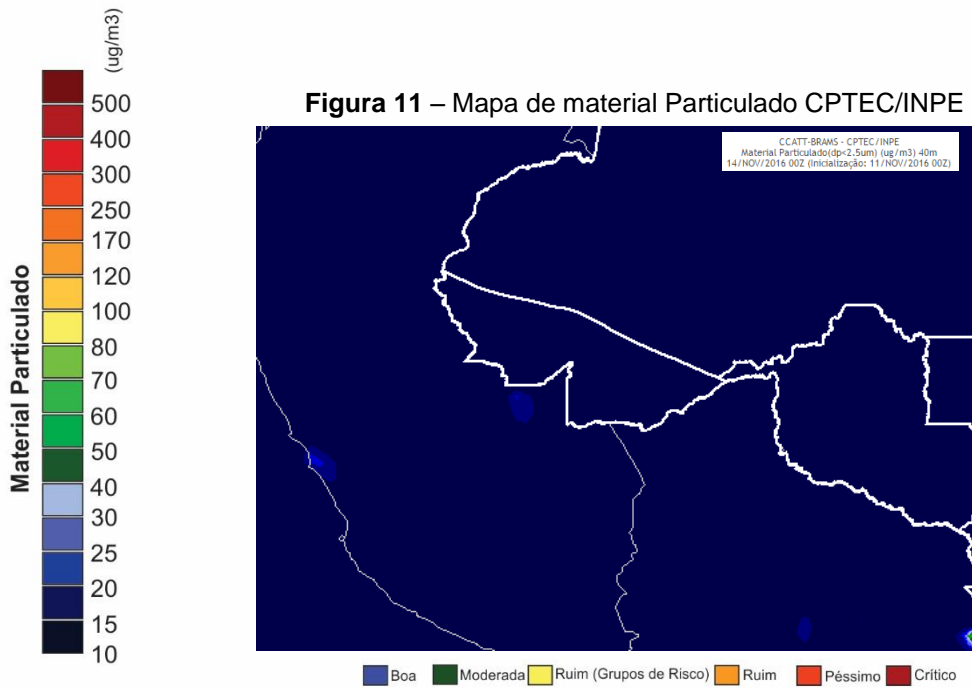 (ug/m3)
Figura 11 – Mapa de material Particulado CPTEC/INPE
CCATT-BRAMS - CPTEC/INPE
Material Particulado(dp<2.5um) (ug/m3) 40m
14/NOV/2016 00Z (Inicialização: 11/NOV/2016 00Z)
Material Particulado
500
400
300
250
170
120
100
80
70
60
50
40
30
25
20
15
10
Boa
Moderada
Ruim (Grupos de Risco)
Ruim
Péssimo
Crítico